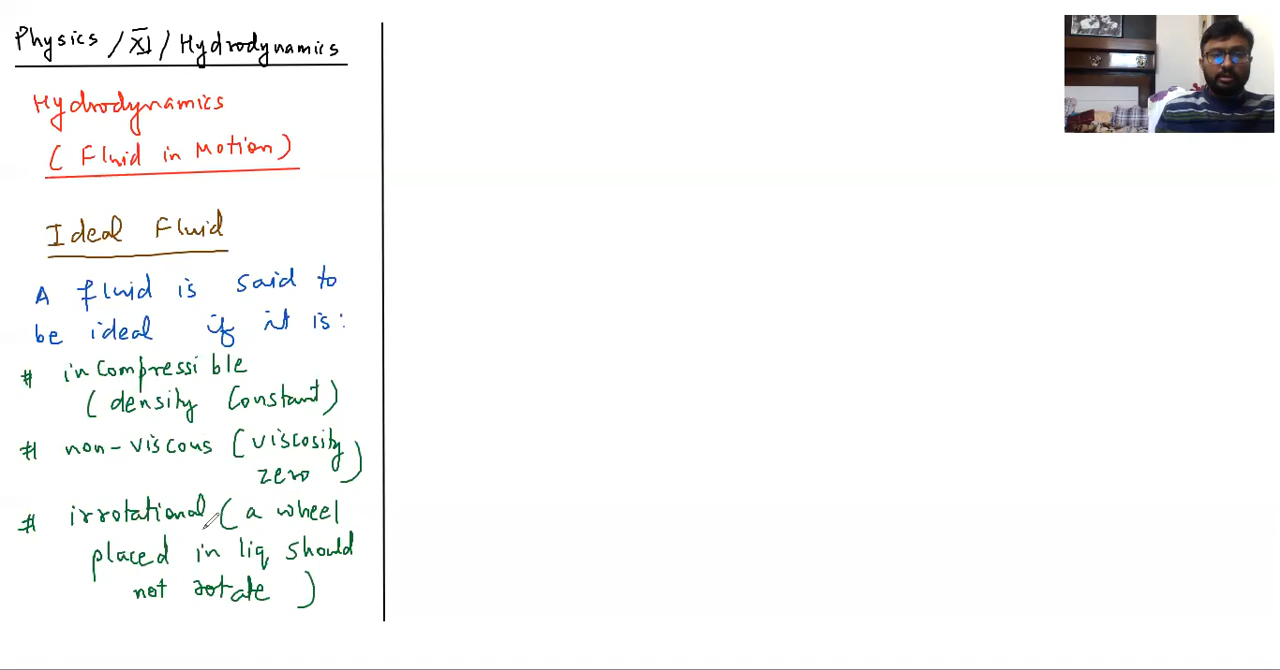 Physics / XI / Hydrodynamics
Hydrodynamics
( Fluid in Motion )
Ideal Fluid
A fluid is said to
be ideal if it is :
# incompressible
( density Constant )
# non-viscous ( viscosity
zero )
# irrotational ( a wheel
placed in liq should
not rotate )